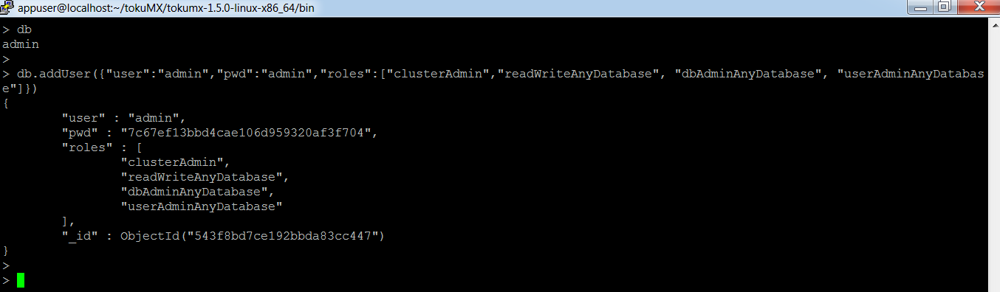 appuser@localhost:~/tokuMX/tokumx-1.5.0-linux-x86_64/bin
> db
admin
>
> db.addUser({"user":"admin","pwd":"admin","roles":["clusterAdmin","readWriteAnyDatabase", "dbAdminAnyDatabase", "userAdminAnyDatabas
e"]})
{
        "user" : "admin",
        "pwd" : "7c67ef13bbd4cae106d959320af3f704",
        "roles" : [
                "clusterAdmin",
                "readWriteAnyDatabase",
                "dbAdminAnyDatabase",
                "userAdminAnyDatabase"
        ],
        "_id" : ObjectId("543f8bd7ce192bbda83cc447")
}
>
>